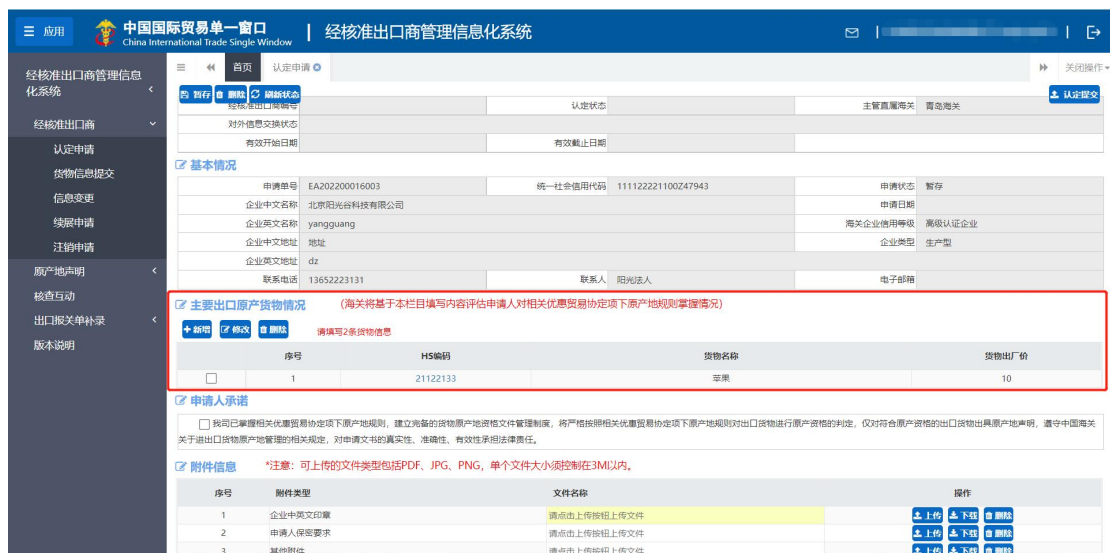 应用
中国国际贸易单一窗口
China International Trade Single Window
经核准出口商管理信息化系统
首页
认定申请
关闭操作
经核准出口商管理信息化系统
经核准出口商
认定申请
货物信息提交
信息变更
续展申请
注销申请
原产地声明
核查互动
出口报关单补录
版本说明
暂存 删除 刷新状态 认定提交
经核准出口商编号 认定状态 主管直属海关 青岛海关
对外信息交换状态
有效开始日期 有效截止日期
基本情况
申请单号 EA202200016003 统一社会信用代码 111122221100Z47943 申请状态 暂存
企业中文名称 北京阳光谷科技有限公司 申请日期
企业英文名称 yangguang 海关企业信用等级 高级认证企业
企业中文地址 地址 企业类型 生产型
企业英文地址 dz
联系电话 13652223131 联系人 阳光法人 电子邮箱
主要出口原产货物情况 (海关将基于本栏目填写内容评估申请人对相关优惠贸易协定项下原产地规则掌握情况)
新增 修改 删除 请填写2条货物信息
序号 HS编码 货物名称 货物出厂价
1 21122133 苹果 10
申请人承诺
我司已掌握相关优惠贸易协定项下原产地规则，建立完备的货物原产地资格文件管理制度，将严格按照相关优惠贸易协定项下原产地规则对出口货物进行原产资格的判定，仅对符合原产资格的出口货物出具原产地声明，遵守中国海关
关于进出口货物原产地管理的相关规定，对申请文书的真实性、准确性、有效性承担法律责任。
附件信息 *注意：可上传的文件类型包括PDF、JPG、PNG，单个文件大小须控制在3M以内。
序号 附件类型 文件名称 操作
1 企业中英文印章 请点击上传按钮上传文件 上传 下载 删除
2 申请人保密要求 请点击上传按钮上传文件 上传 下载 删除
3 其他附件 请点击上传按钮上传文件 上传 下载 删除